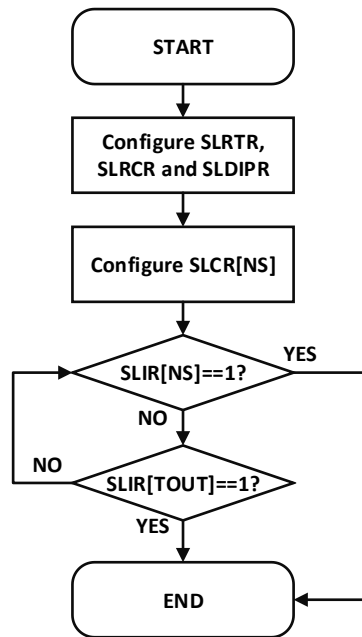 START
Configure SLRTR,
SLRCR and SLDIPR
Configure SLCR[NS]
SLIR[NS]==1?
YES
NO
NO
SLIR[TOUT]==1?
YES
END